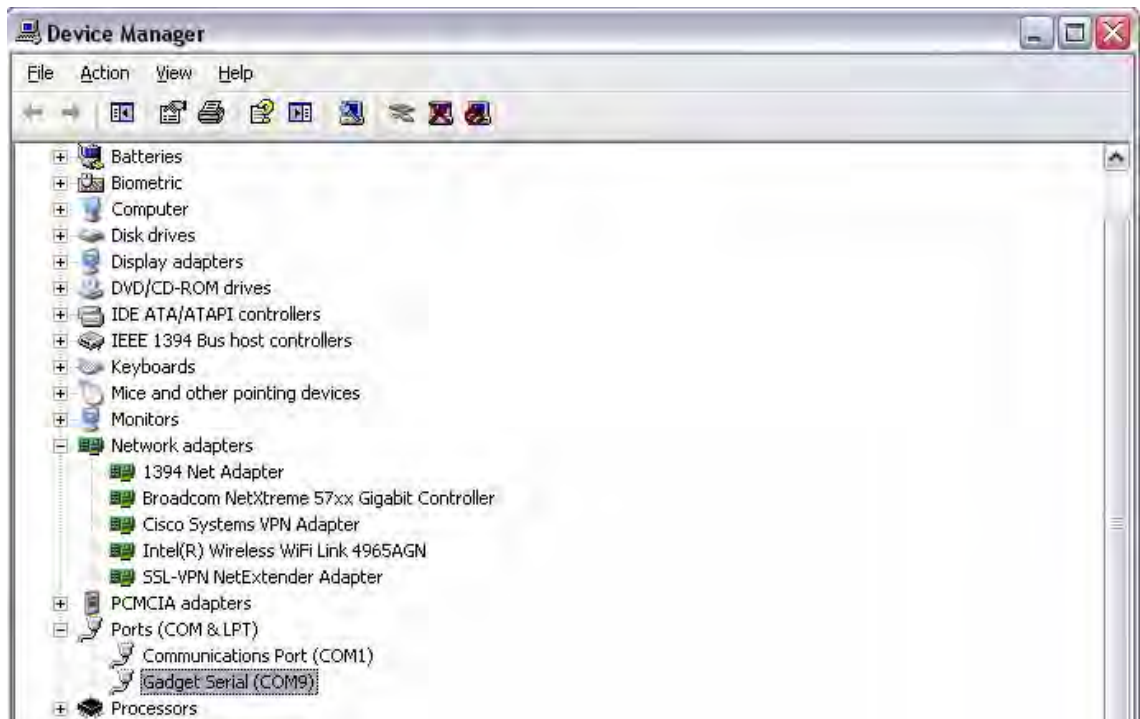 Device Manager
File Action View Help
Batteries
Biometric
Computer
Disk drives
Display adapters
DVD/CD-ROM drives
IDE ATA/ATAPI controllers
IEEE 1394 Bus host controllers
Keyboards
Mice and other pointing devices
Monitors
Network adapters
1394 Net Adapter
Broadcom NetXtreme 57xx Gigabit Controller
Cisco Systems VPN Adapter
Intel(R) Wireless WiFi Link 4965AGN
SSL-VPN NetExtender Adapter
PCMCIA adapters
Ports (COM & LPT)
Communications Port (COM1)
Gadget Serial (COM9)
Processors